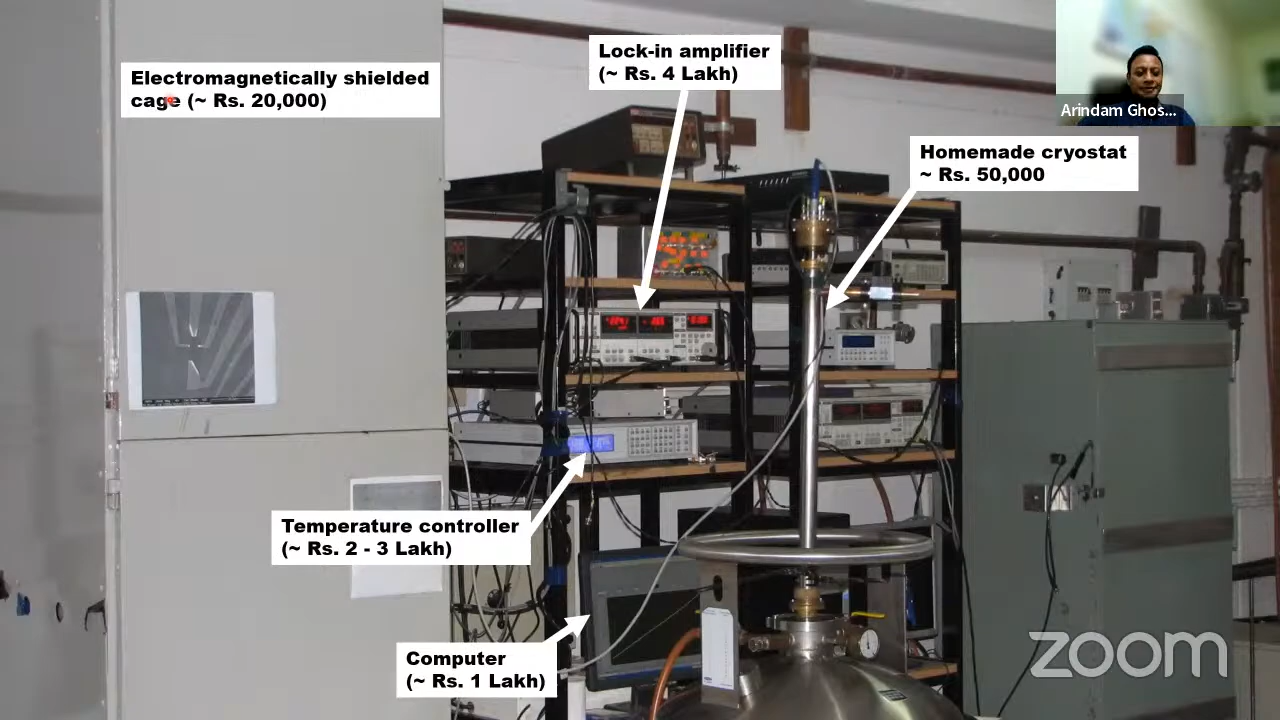 Electromagnetically shielded
cage (~ Rs. 20,000)
Lock-in amplifier
(~ Rs. 4 Lakh)
Arindam Ghos...
Homemade cryostat
~ Rs. 50,000
Temperature controller
(~ Rs. 2 - 3 Lakh)
Computer
(~ Rs. 1 Lakh)
zoom